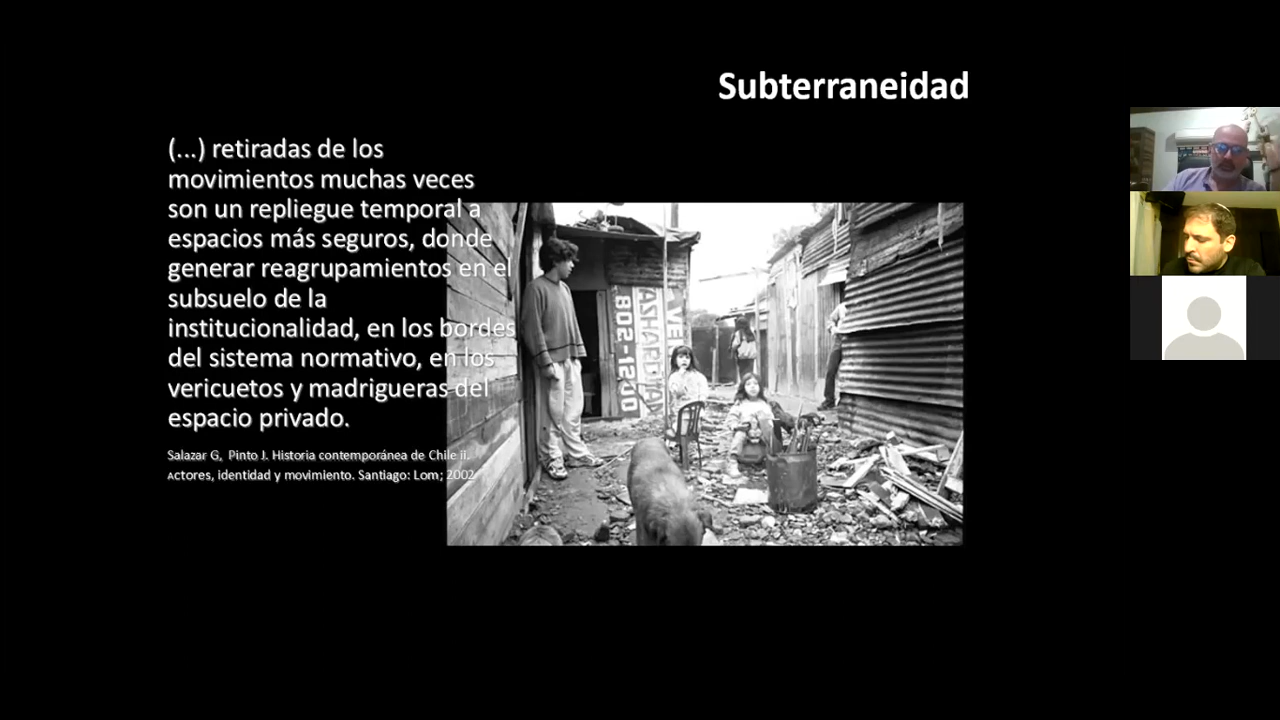 Subterraneidad
(...) retiradas de los
movimientos muchas veces
son un repliegue temporal a
espacios más seguros, donde
generar reagrupamientos en el
subsuelo de la
institucionalidad, en los bordes
del sistema normativo, en los
vericuetos y madrigueras del
espacio privado.
Salazar G, Pinto J. Historia contemporánea de Chile ii.
Actores, identidad y movimiento. Santiago: Lom; 2002
802-1200